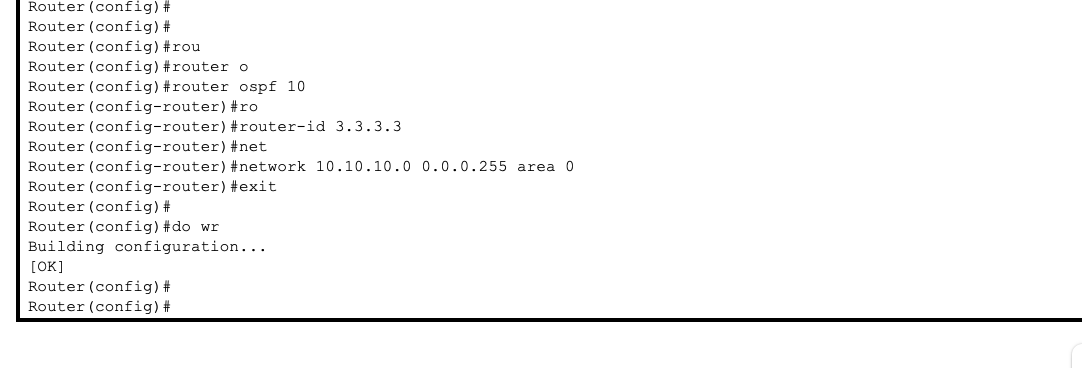 Router(config)#
Router(config)#
Router(config)#rou
Router(config)#router o
Router(config)#router ospf 10
Router(config-router)#ro
Router(config-router)#router-id 3.3.3.3
Router(config-router)#net
Router(config-router)#network 10.10.10.0 0.0.0.255 area 0
Router(config-router)#exit
Router(config)#
Router(config)#do wr
Building configuration...
[OK]
Router(config)#
Router(config)#